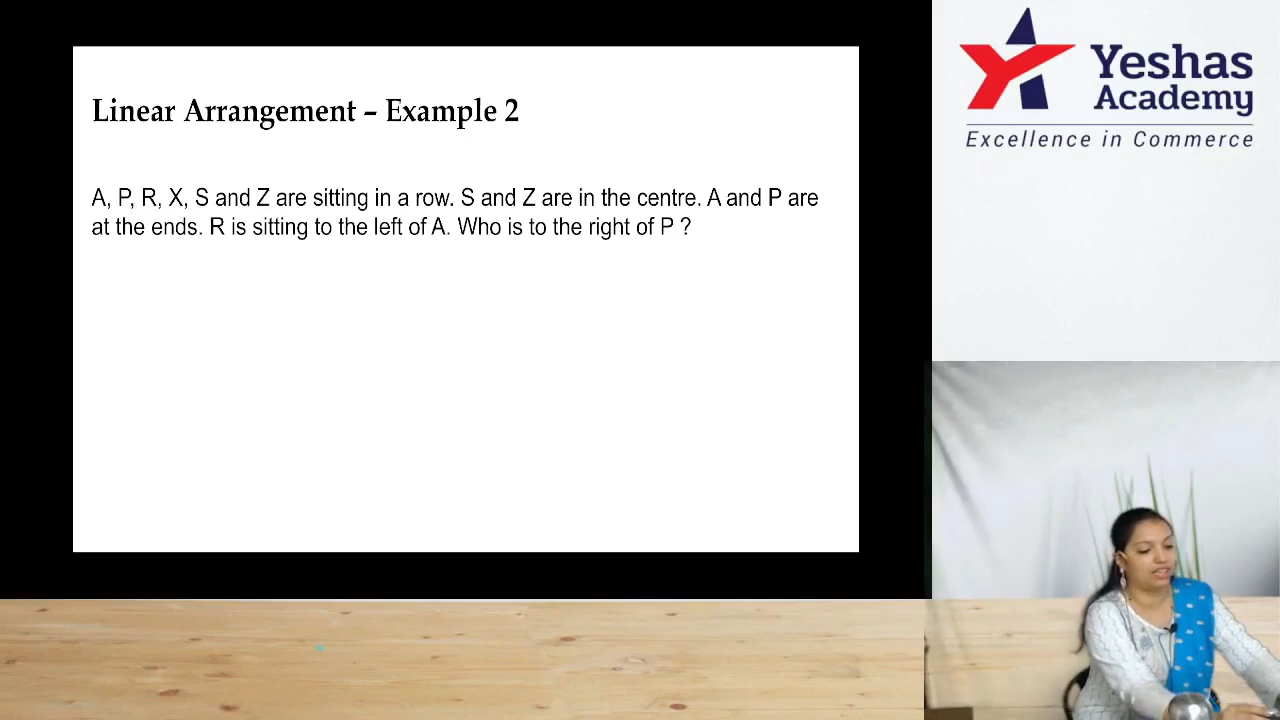 Linear Arrangement – Example 2
A, P, R, X, S and Z are sitting in a row. S and Z are in the centre. A and P are
at the ends. R is sitting to the left of A. Who is to the right of P ?
Yeshas
Academy
Excellence in Commerce